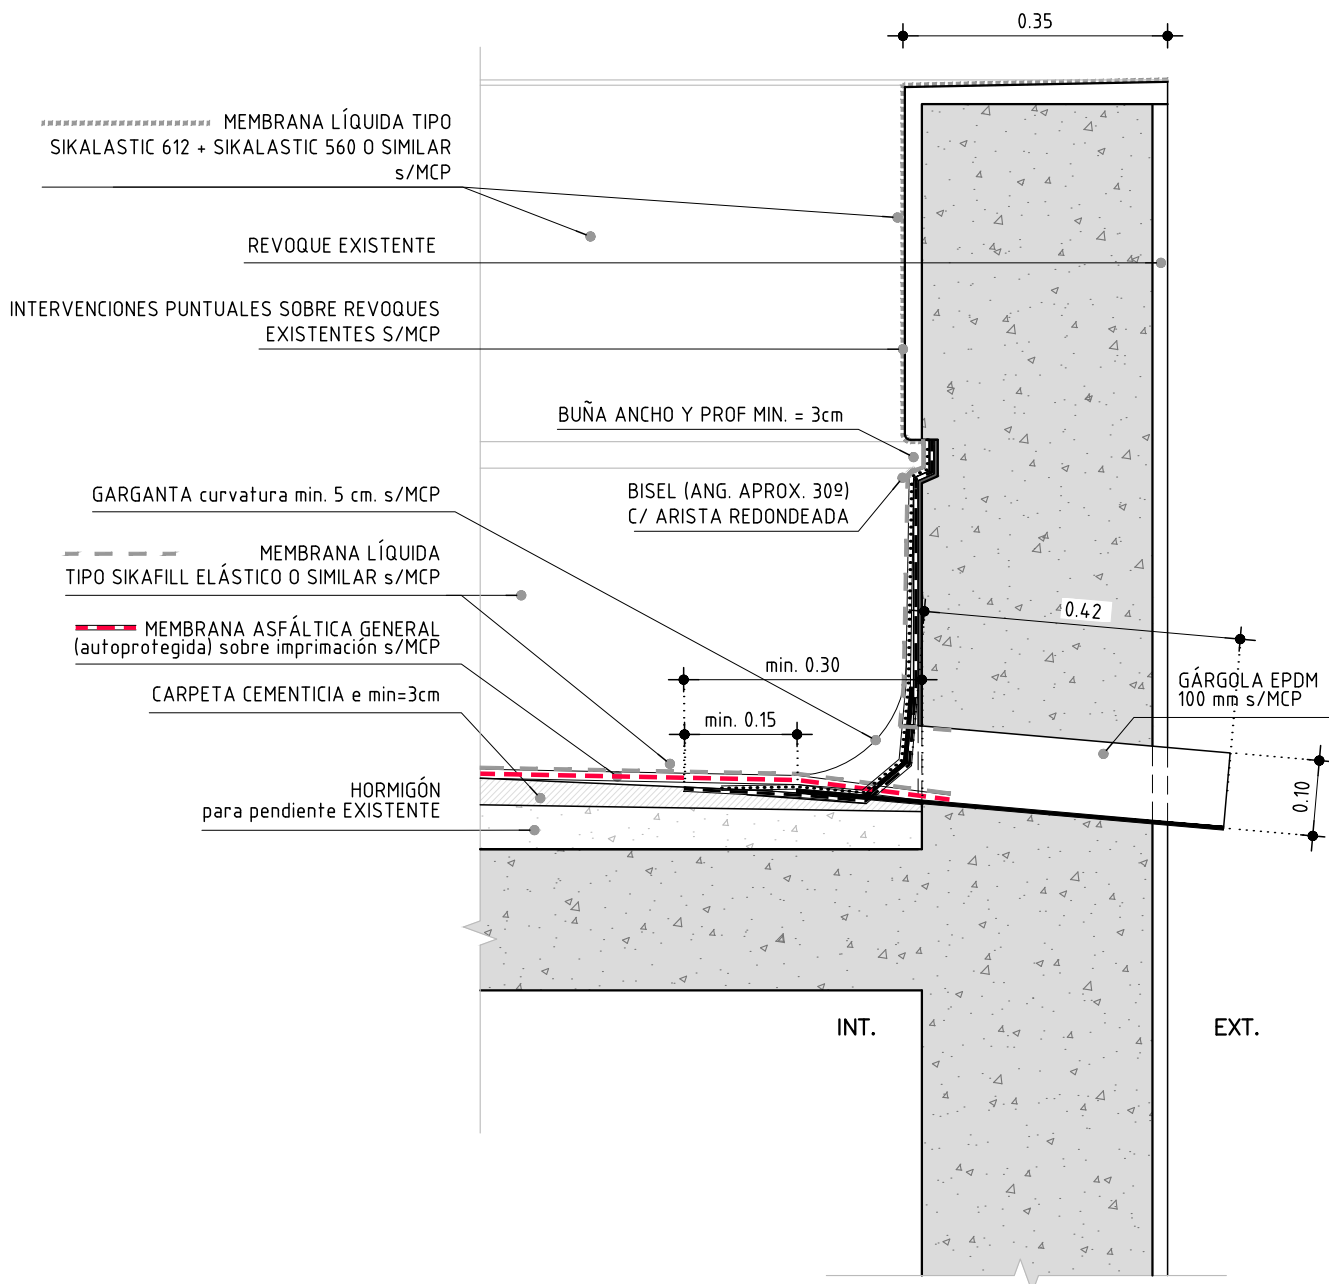 0.35
MEMBRANA LÍQUIDA TIPO
SIKALASTIC 612 + SIKALASTIC 560 O SIMILAR
s/MCP
REVOQUE EXISTENTE
INTERVENCIONES PUNTUALES SOBRE REVOQUES
EXISTENTES S/MCP
BUÑA ANCHO Y PROF MIN. = 3cm
BISEL (ANG. APROX. 30º)
C/ ARISTA REDONDEADA
GARGANTA curvatura min. 5 cm. s/MCP
MEMBRANA LÍQUIDA
TIPO SIKAFILL ELÁSTICO O SIMILAR s/MCP
MEMBRANA ASFÁLTICA GENERAL
(autoprotegida) sobre imprimación s/MCP
CARPETA CEMENTICIA e min=3cm
HORMIGÓN
para pendiente EXISTENTE
0.42
min. 0.30
min. 0.15
GÁRGOLA EPDM
100 mm s/MCP
0.10
INT.
EXT.